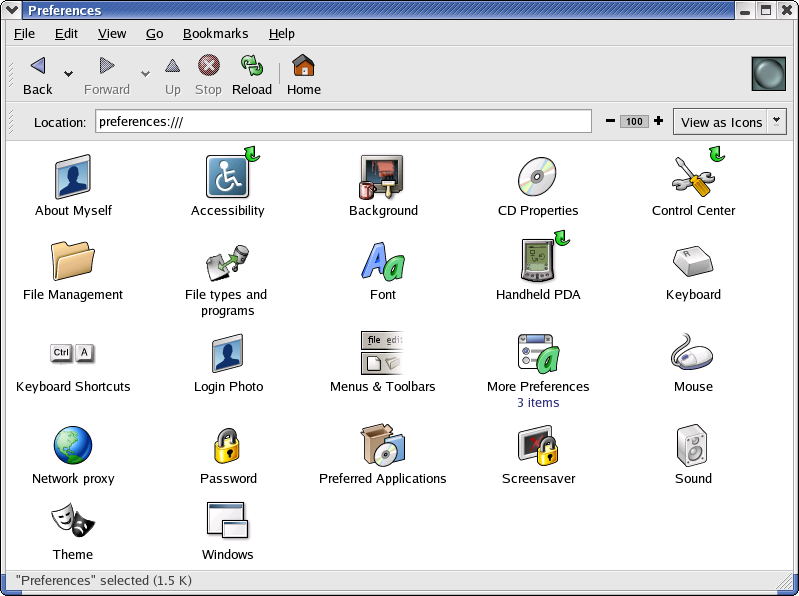 Preferences
File Edit View Go Bookmarks Help
Back Forward Up Stop Reload Home
Location: preferences:/// 100 View as Icons
About Myself Accessibility Background CD Properties Control Center
File Management File types and Font Handheld PDA Keyboard
programs
Ctrl A file edit
Keyboard Shortcuts Login Photo Menus & Toolbars More Preferences Mouse
3 items
Network proxy Password Preferred Applications Screensaver Sound
Theme Windows
"Preferences" selected (1.5 K)